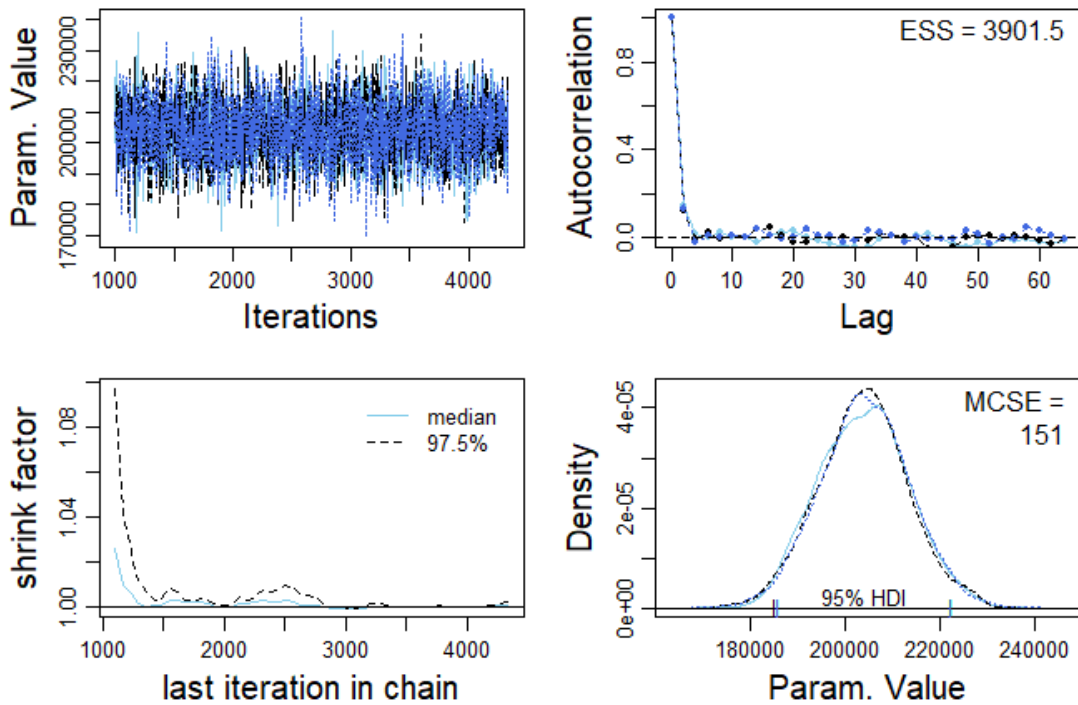 Param. Value
170000 200000 230000
1000 2000 3000 4000
Iterations
Autocorrelation
0.0 0.4 0.8
ESS = 3901.5
0 10 20 30 40 50 60
Lag
shrink factor
1.00 1.04 1.08
median
97.5%
1000 2000 3000 4000
last iteration in chain
Density
0e+00 2e-05 4e-05
MCSE =
151
95% HDI
180000 200000 220000 240000
Param. Value